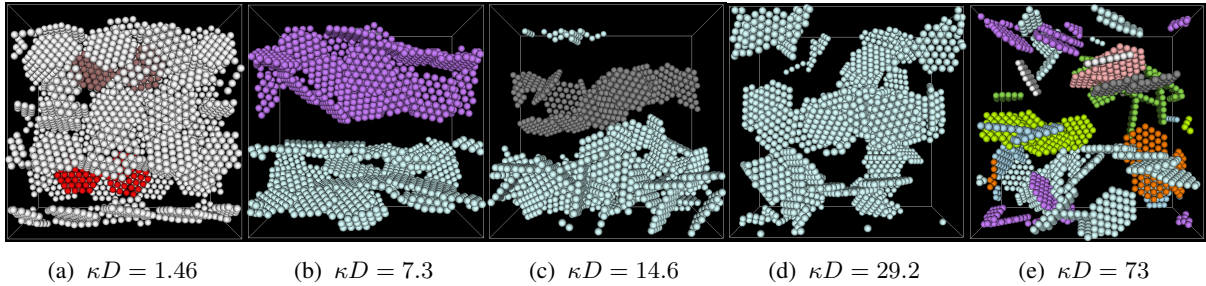 (a) κD = 1.46
(b) κD = 7.3
(c) κD = 14.6
(d) κD = 29.2
(e) κD = 73